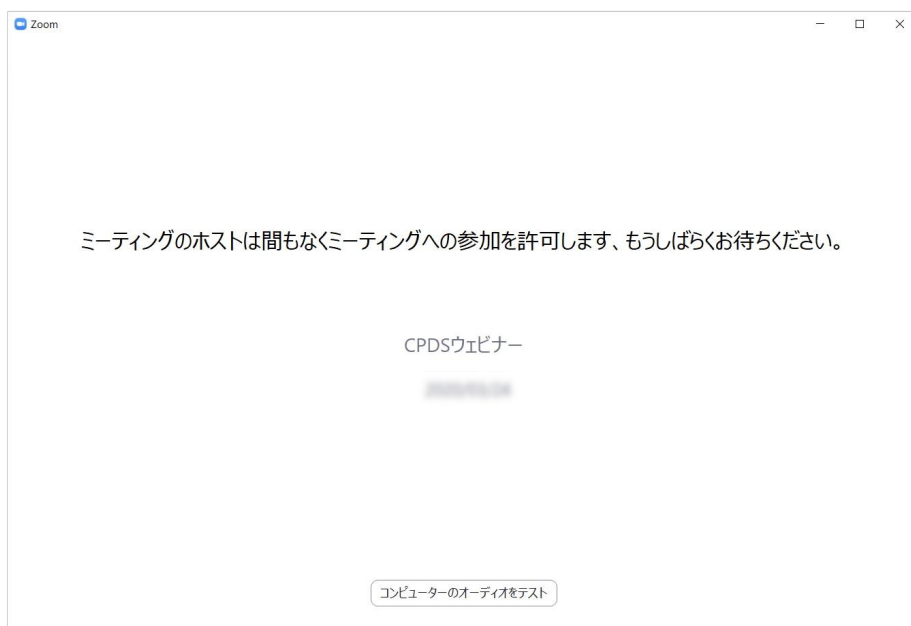 Zoom
ミーティングのホストは間もなくミーティングへの参加を許可します、もうしばらくお待ちください。
CPDSウェビナー
コンピューターのオーディオをテスト